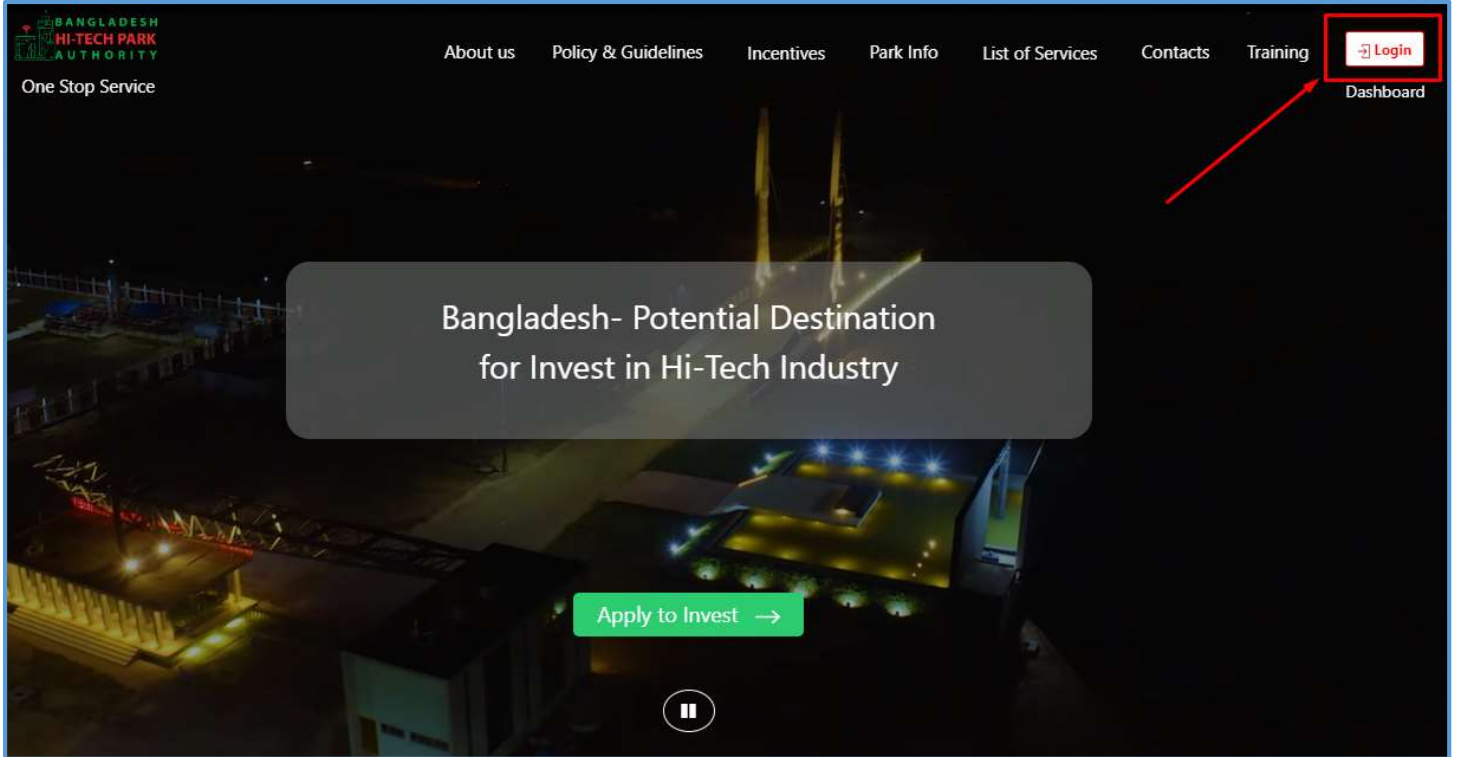 BANGLADESH
HI-TECH PARK
AUTHORITY
One Stop Service
About us Policy & Guidelines Incentives Park Info List of Services Contacts Training Login
Dashboard
Bangladesh- Potential Destination
for Invest in Hi-Tech Industry
Apply to Invest →